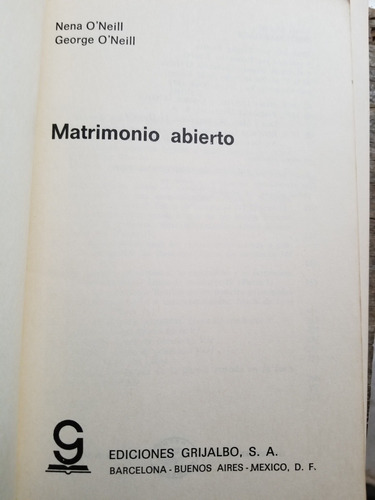 Nena O'Neill
George O'Neill
Matrimonio abierto
G
EDICIONES GRIJALBO, S. A.
BARCELONA - BUENOS AIRES - MEXICO, D. F.